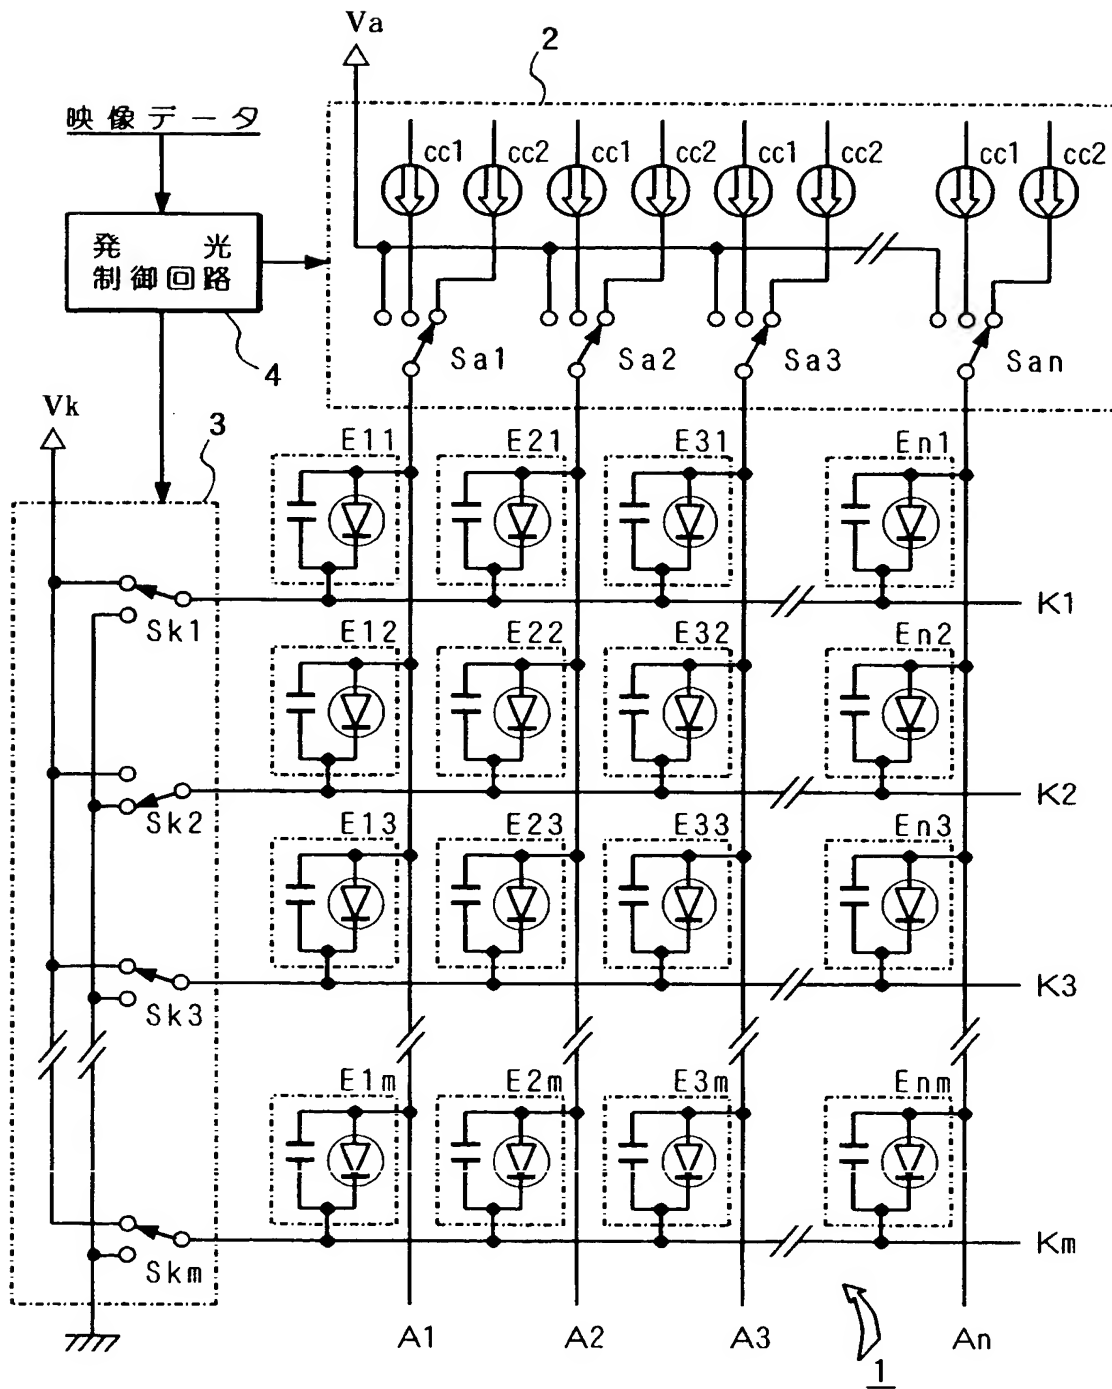 Va
2
映像データ
cc1 cc2 cc1 cc2 cc1 cc2 cc1 cc2
発光
制御回路
4
Sa1 Sa2 Sa3 San
Vk
3
E11 E21 E31 En1
Sk1
K1
E12 E22 E32 En2
Sk2
K2
E13 E23 E33 En3
Sk3
K3
E1m E2m E3m Enm
Skm
Km
A1 A2 A3 An
1